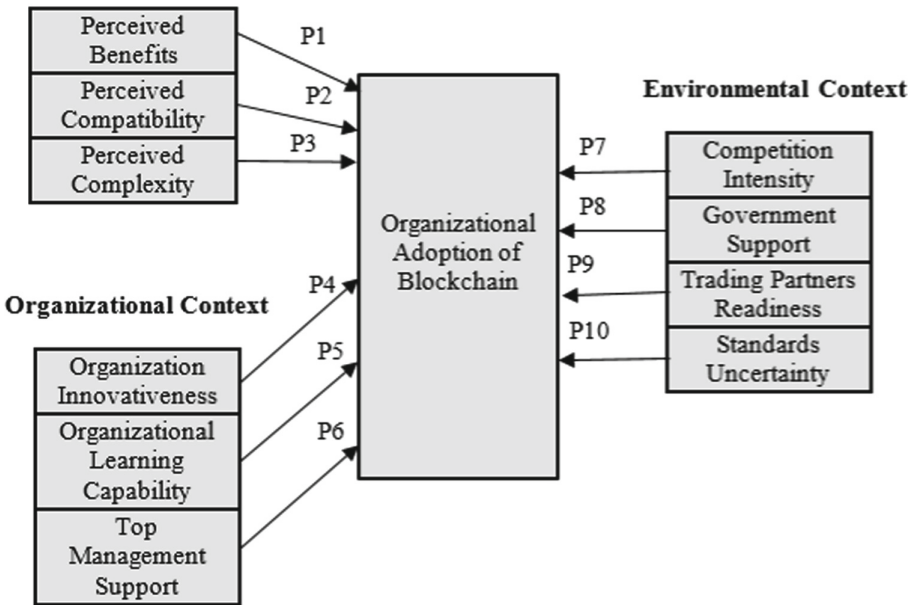 Perceived
Benefits
Perceived
Compatibility
Perceived
Complexity
P1
P2
P3
Organizational Context
Organization
Innovativeness
Organizational
Learning
Capability
Top
Management
Support
P4
P5
P6
Organizational
Adoption of
Blockchain
Environmental Context
P7
P8
P9
P10
Competition
Intensity
Government
Support
Trading Partners
Readiness
Standards
Uncertainty